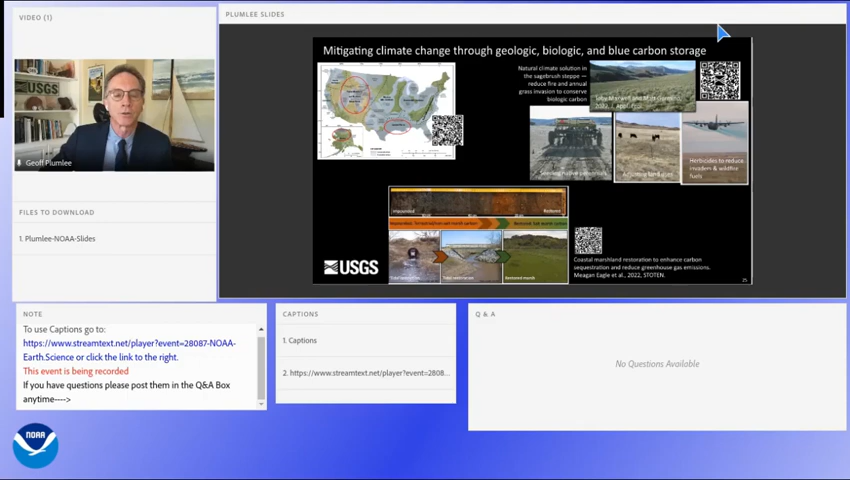 VIDEO (1)
USGS
Geoff Plumlee
FILES TO DOWNLOAD
1. Plumlee-NOAA-Slides
PLUMLEE SLIDES
Mitigating climate change through geologic, biologic, and blue carbon storage
Natural climate solution in
the sagebrush steppe —
reduce fire and annual
grass invasion to conserve
biologic carbon
Seeding native perennials
Herbicides to reduce
invaders & wildfire
fuels
Impounded
Restored
USGS
Restored marsh
Coastal marshland restoration to enhance carbon
sequestration and reduce greenhouse gas emissions.
Meagan Eagle et al., 2022, STOTEN.
25
NOTE
To use Captions go to:
https://www.streamtext.net/player?event=28087-NOAA-
Earth.Science or click the link to the right.
This event is being recorded
If you have questions please post them in the Q&A Box
anytime---->
CAPTIONS
1. Captions
2. https://www.streamtext.net/player?event=2808...
Q & A
No Questions Available
NOAA